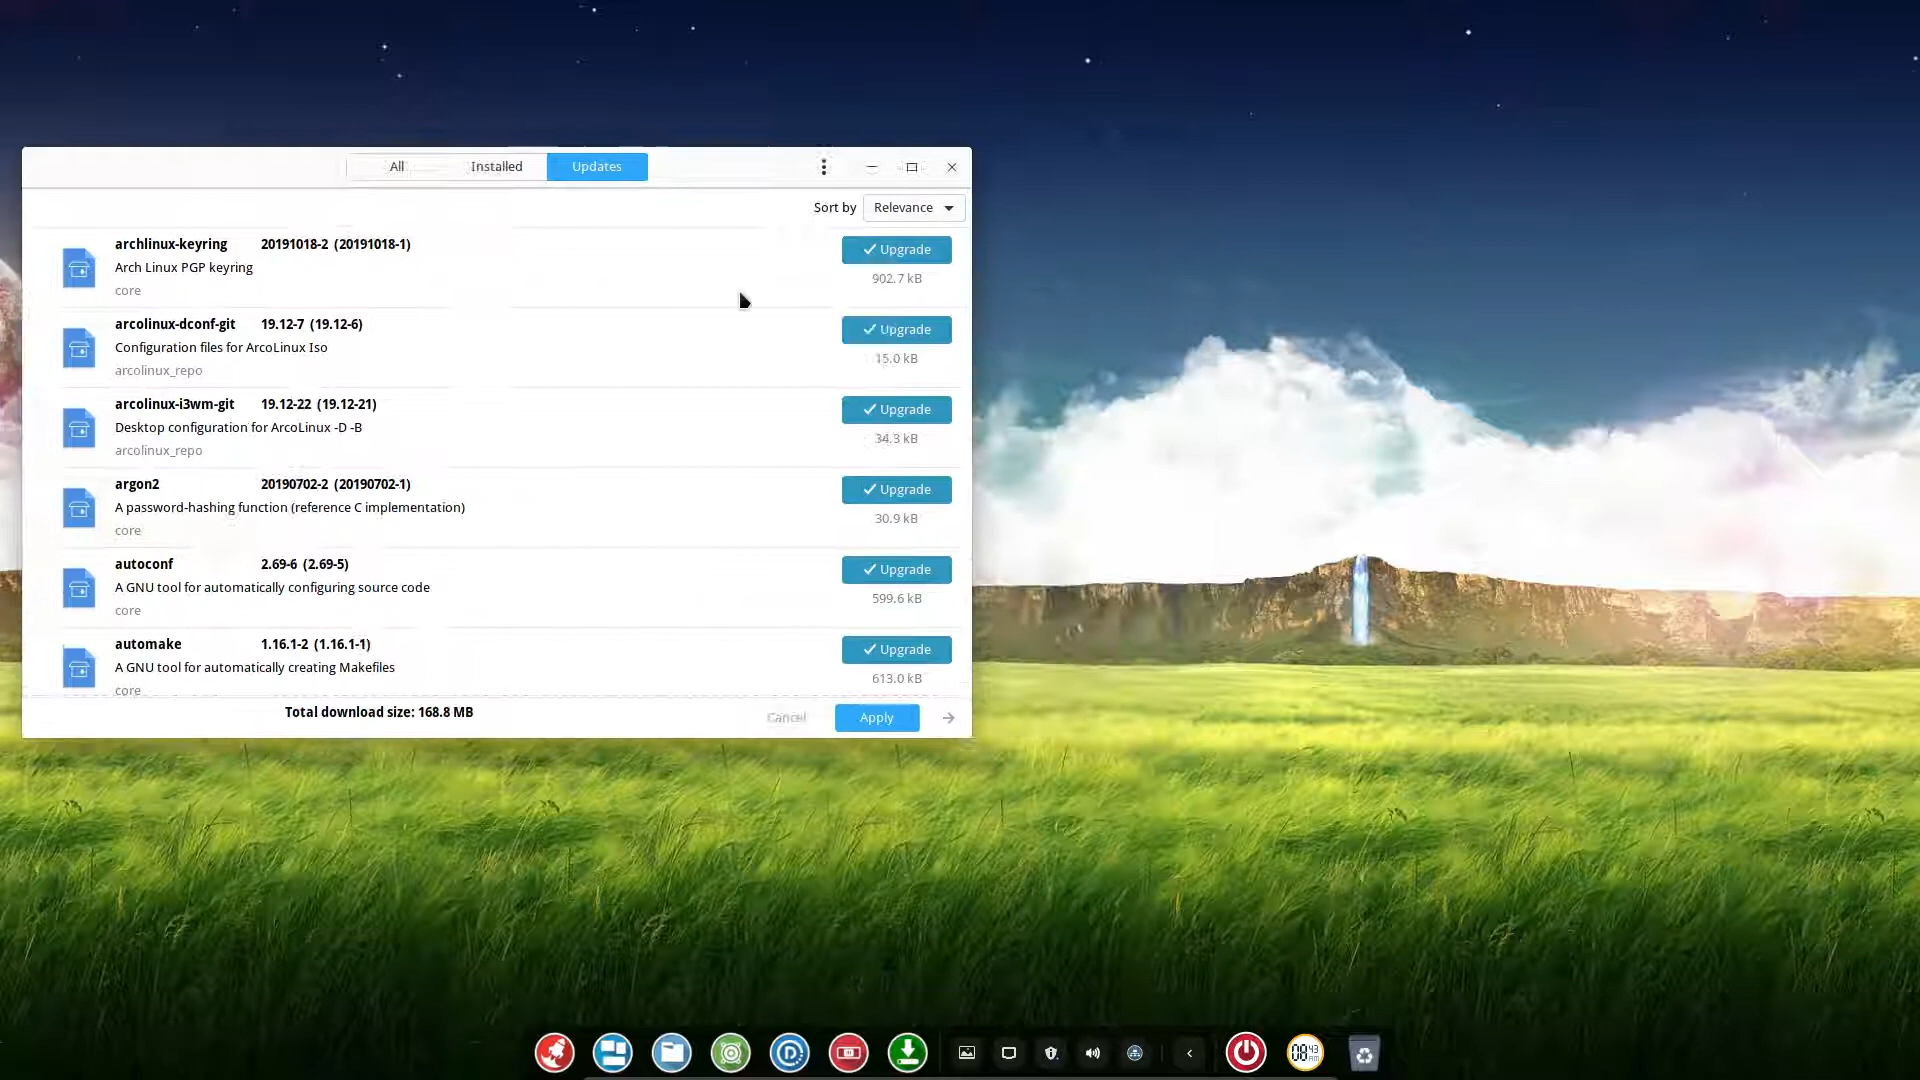 All Installed Updates
Sort by Relevance
archlinux-keyring 20191018-2 (20191018-1) Upgrade
Arch Linux PGP keyring 902.7 kB
core
arcolinux-dconf-git 19.12-7 (19.12-6) Upgrade
Configuration files for ArcoLinux Iso 15.0 kB
arcolinux_repo
arcolinux-i3wm-git 19.12-22 (19.12-21) Upgrade
Desktop configuration for ArcoLinux -D -B 34.3 kB
arcolinux_repo
argon2 20190702-2 (20190702-1) Upgrade
A password-hashing function (reference C implementation) 30.9 kB
core
autoconf 2.69-6 (2.69-5) Upgrade
A GNU tool for automatically configuring source code 599.6 kB
core
automake 1.16.1-2 (1.16.1-1) Upgrade
A GNU tool for automatically creating Makefiles 613.0 kB
core
Total download size: 168.8 MB Cancel Apply
08 43 AM